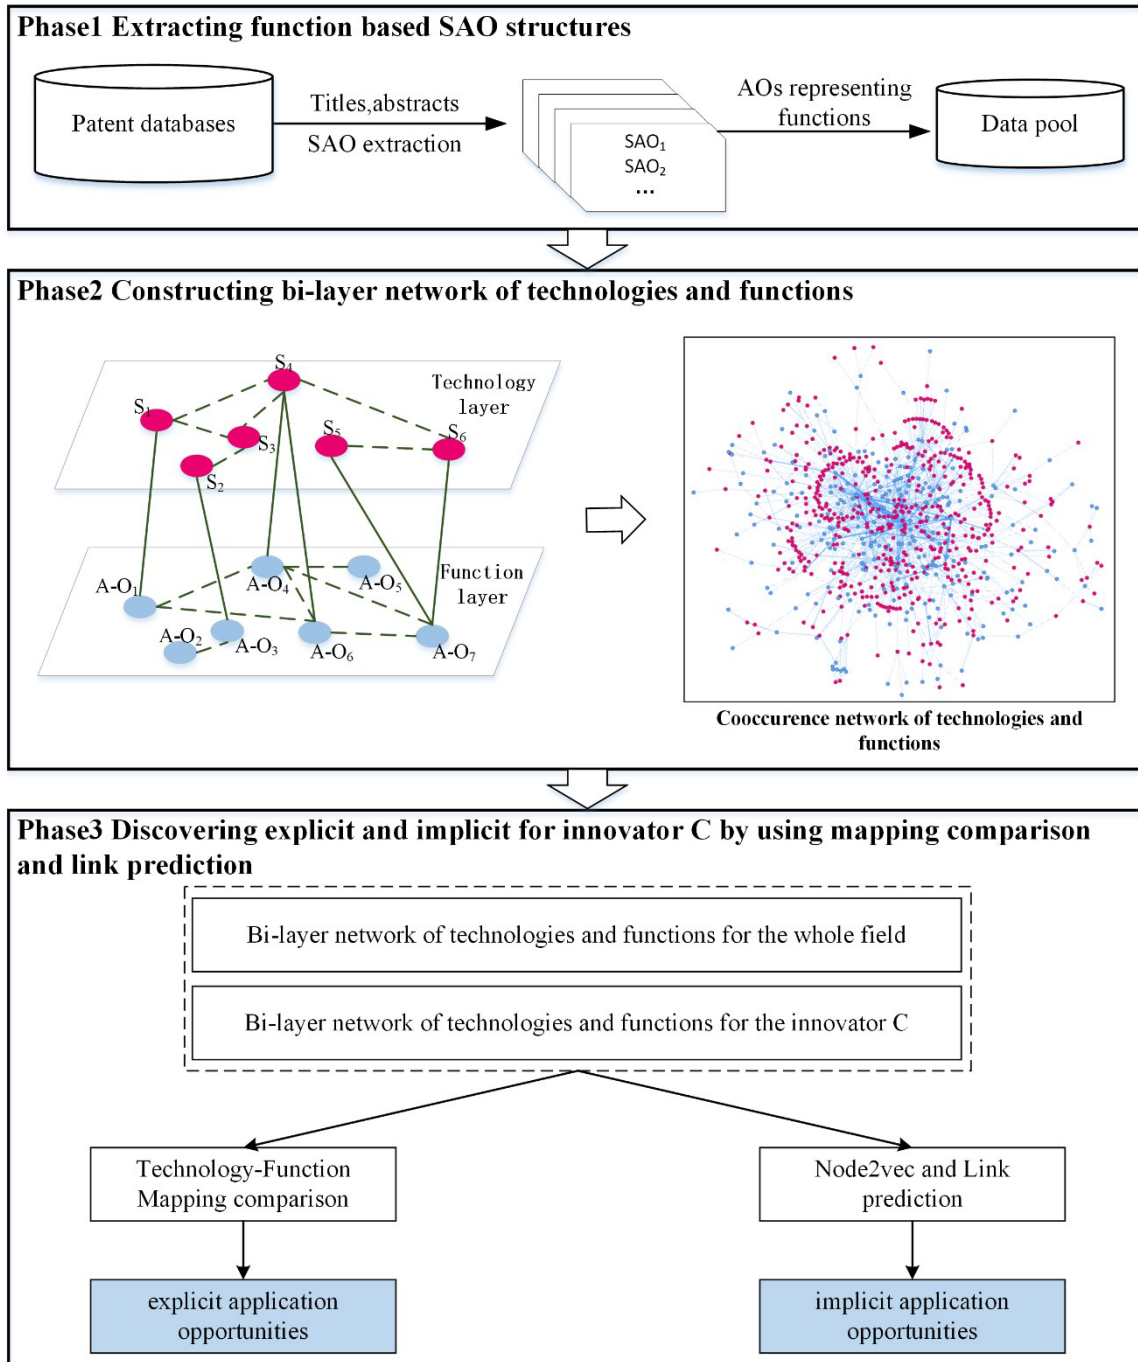 Phase1 Extracting function based SAO structures
Patent databases
Titles,abstracts
SAO extraction
SAO₁
SAO₂
...
AOs representing
functions
Data pool
Phase2 Constructing bi-layer network of technologies and functions
S₄
Technology
layer
S₁
S₃
S₅
S₆
S₂
Function
layer
A-O₁
A-O₄
A-O₅
A-O₂
A-O₃
A-O₆
A-O₇
Cooccurence network of technologies and
functions
Phase3 Discovering explicit and implicit for innovator C by using mapping comparison
and link prediction
Bi-layer network of technologies and functions for the whole field
Bi-layer network of technologies and functions for the innovator C
Technology-Function
Mapping comparison
Node2vec and Link
prediction
explicit application
opportunities
implicit application
opportunities